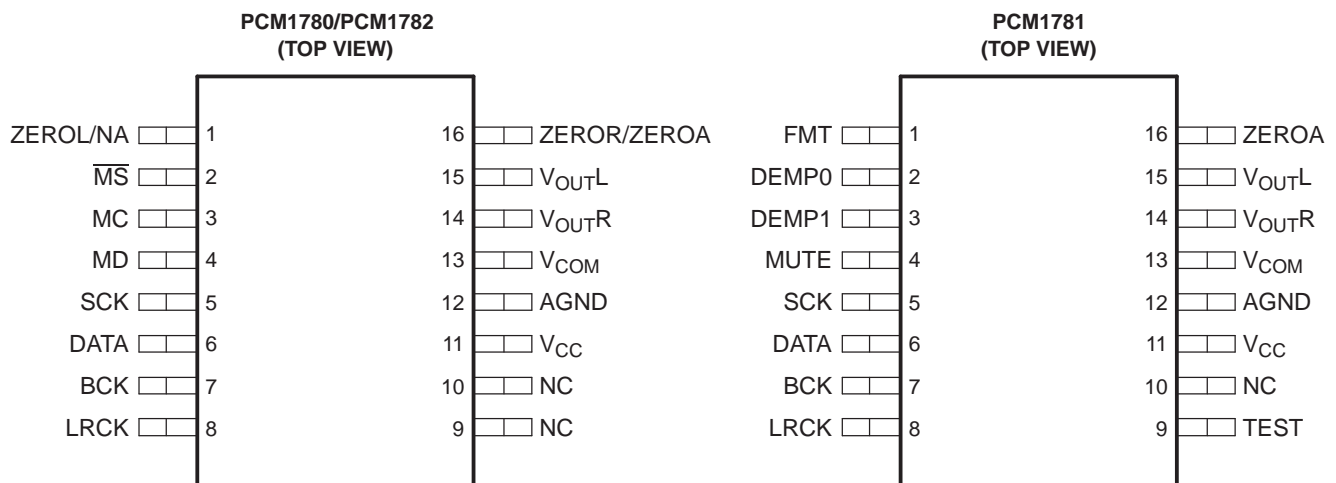 PCM1780/PCM1782
(TOP VIEW)
ZEROL/NA 1 16 ZEROR/ZEROA
MS 2 15 VOUTL
MC 3 14 VOUTR
MD 4 13 VCOM
SCK 5 12 AGND
DATA 6 11 VCC
BCK 7 10 NC
LRCK 8 9 NC
PCM1781
(TOP VIEW)
FMT 1 16 ZEROA
DEMP0 2 15 VOUTL
DEMP1 3 14 VOUTR
MUTE 4 13 VCOM
SCK 5 12 AGND
DATA 6 11 VCC
BCK 7 10 NC
LRCK 8 9 TEST